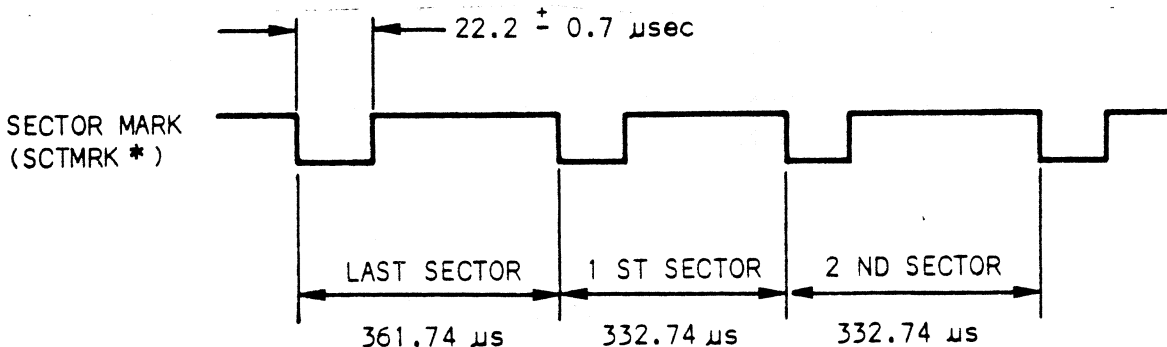 22.2 ± 0.7 µsec
SECTOR MARK
(SCTMRK *)
LAST SECTOR
1 ST SECTOR
2 ND SECTOR
361.74 µs
332.74 µs
332.74 µs